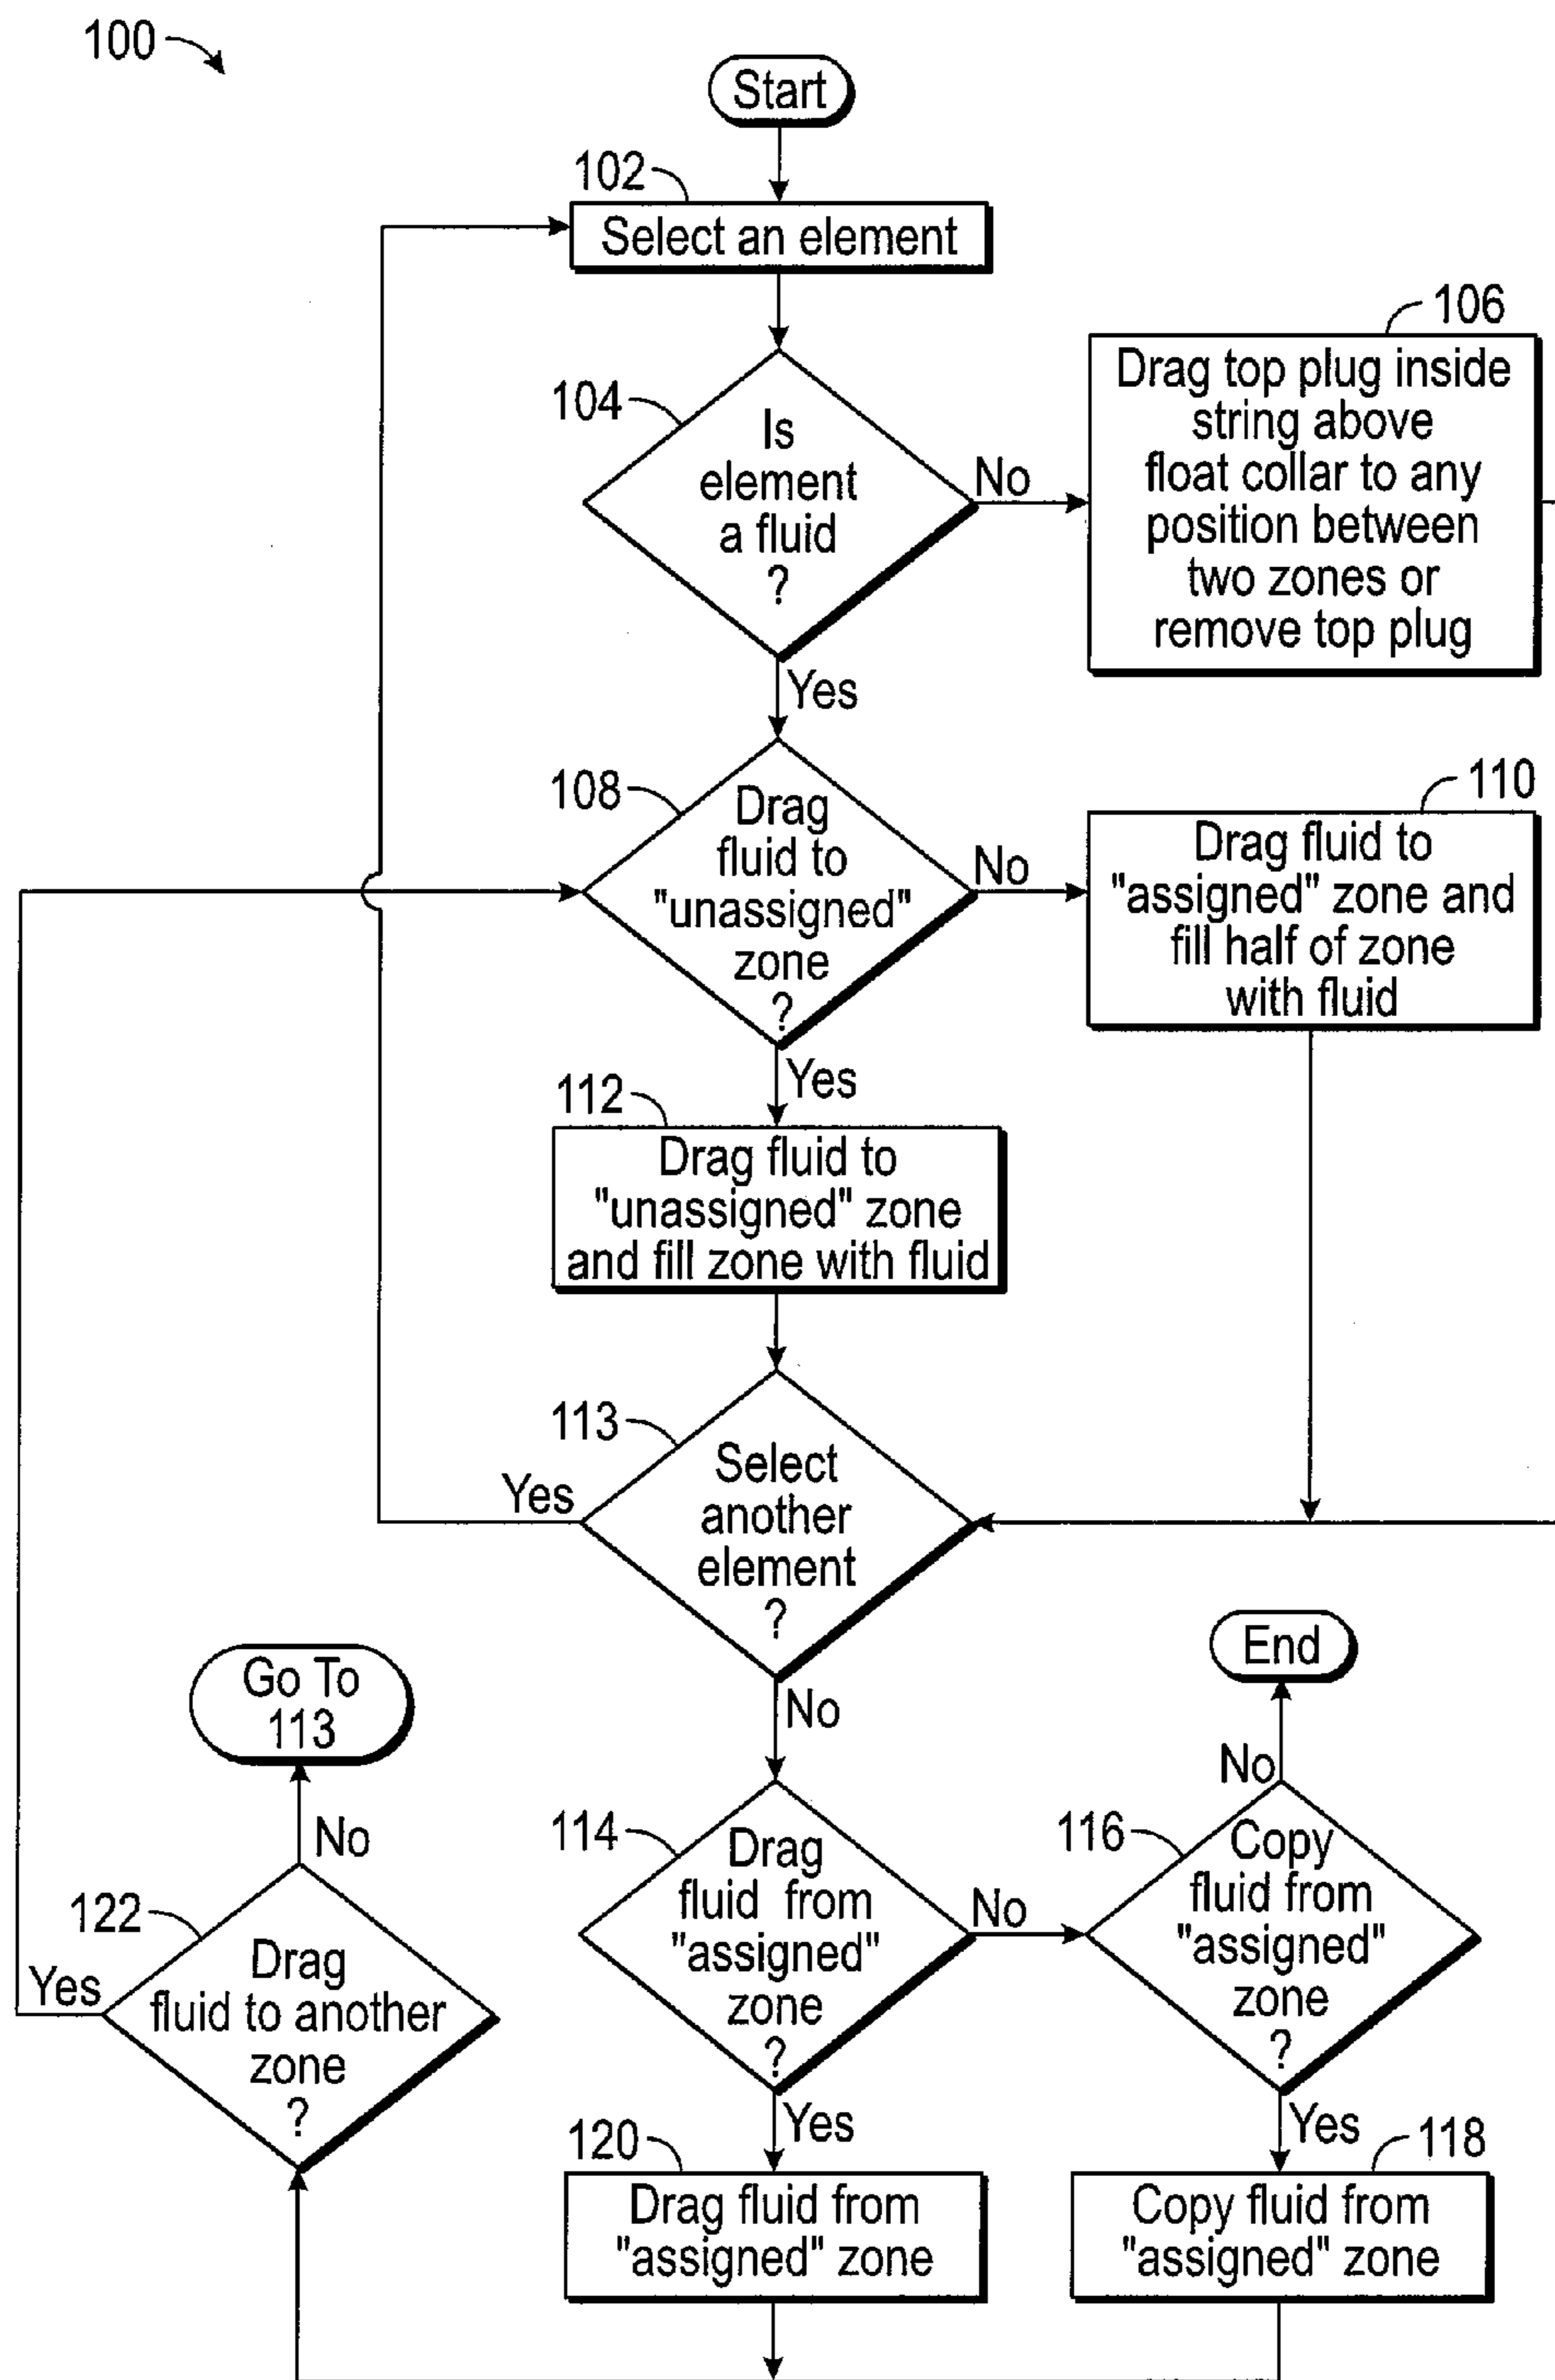 100
Start
102
Select an element
106
Drag top plug inside
string above
float collar to any
position between
two zones or
remove top plug
104
Is
element
a fluid
?
No
Yes
108
Drag
fluid to
"unassigned"
zone
?
No
110
Drag fluid to
"assigned" zone and
fill half of zone
with fluid
Yes
112
Drag fluid to
"unassigned" zone
and fill zone with fluid
113
Select
another
element
?
Yes
No
Go To
113
End
No
No
114
Drag
fluid from
"assigned"
zone
?
No
116
Copy
fluid from
"assigned"
zone
?
122
Drag
fluid to another
zone
?
Yes
Yes
Yes
120
Drag fluid from
"assigned" zone
118
Copy fluid from
"assigned" zone